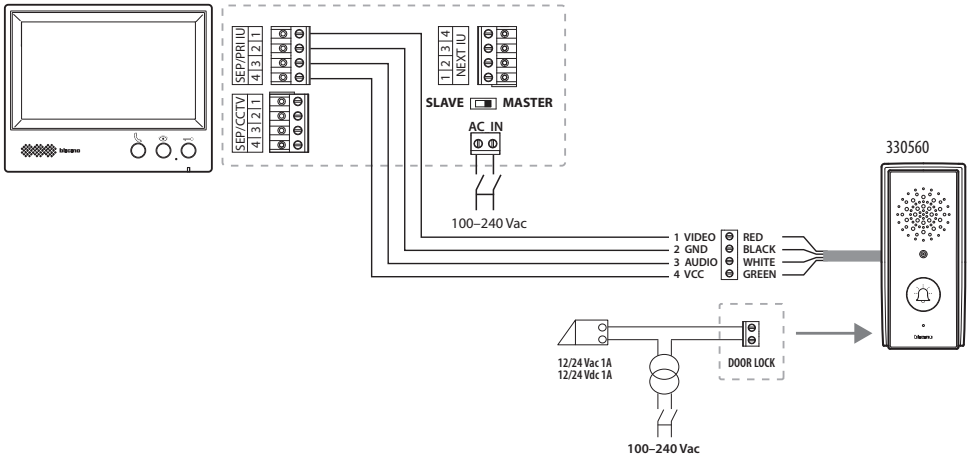 SEP/PRI IU
4 3 2 1
SEP/CCTV
4 3 2 1
1 2 3 4
NEXT IU
SLAVE MASTER
AC IN
100–240 Vac
bticino
330560
1 VIDEO RED
2 GND BLACK
3 AUDIO WHITE
4 VCC GREEN
bticino
12/24 Vac 1A
12/24 Vdc 1A
DOOR LOCK
100–240 Vac